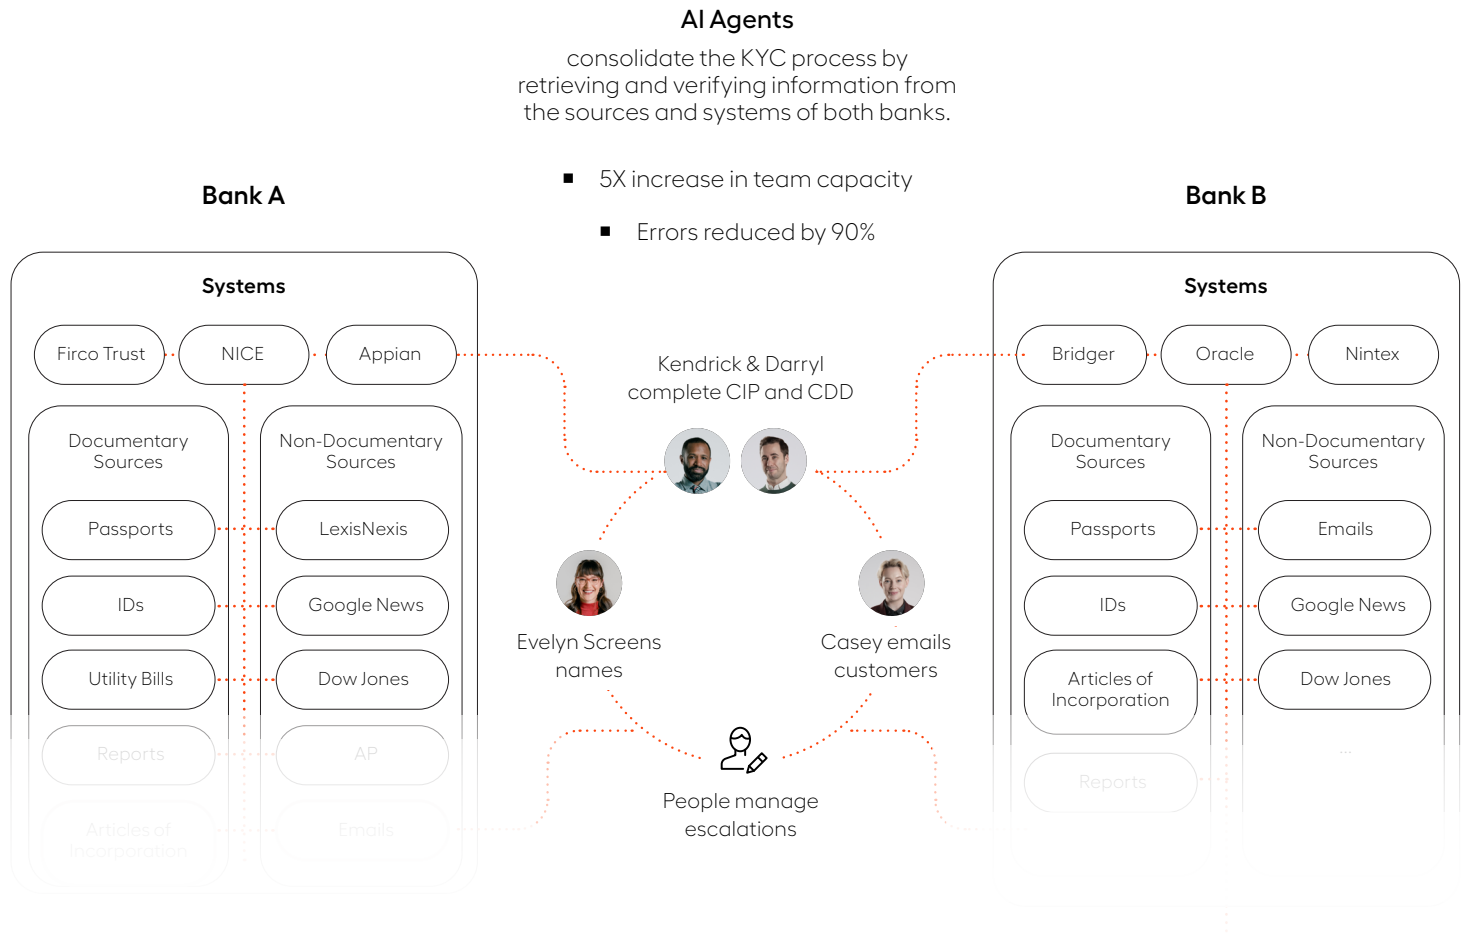 AI Agents
consolidate the KYC process by
retrieving and verifying information from
the sources and systems of both banks.
5X increase in team capacity
Errors reduced by 90%
Bank A
Systems
Firco Trust
NICE
Appian
Documentary
Sources
Non-Documentary
Sources
Passports
LexisNexis
IDs
Google News
Utility Bills
Dow Jones
Reports
AP
Articles of
Incorporation
Emails
Kendrick & Darryl
complete CIP and CDD
Evelyn Screens
names
Casey emails
customers
People manage
escalations
Bank B
Systems
Bridger
Oracle
Nintex
Documentary
Sources
Non-Documentary
Sources
Passports
Emails
IDs
Google News
Articles of
Incorporation
Dow Jones
Reports
...